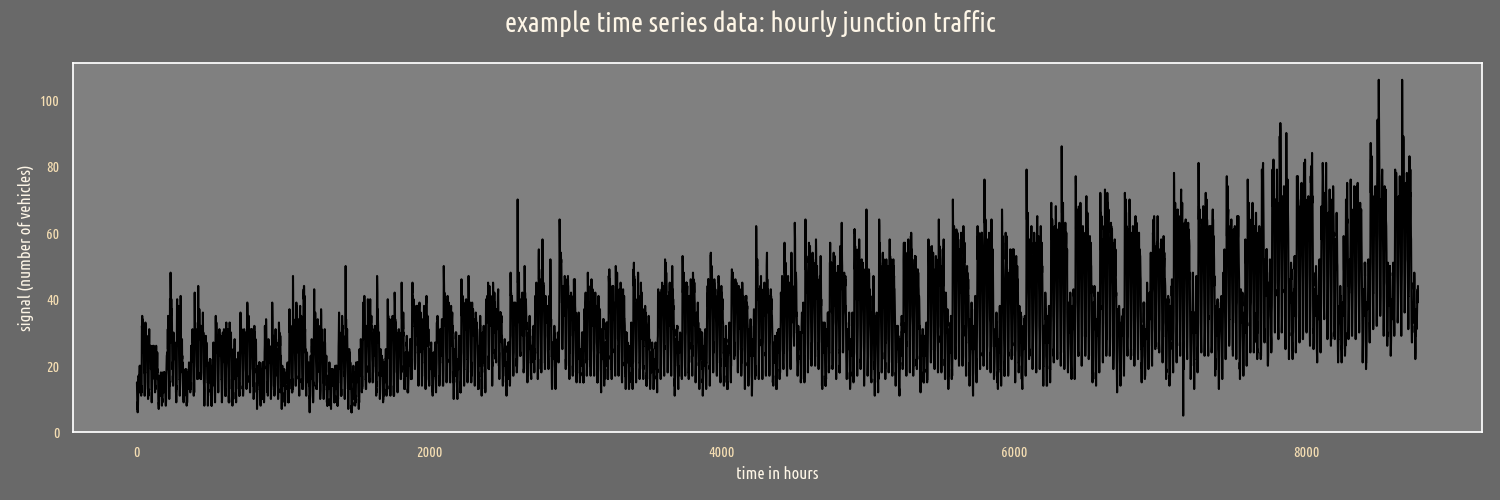 example time series data: hourly junction traffic
signal (number of vehicles)
100
80
60
40
20
0
0 2000 4000 6000 8000
time in hours